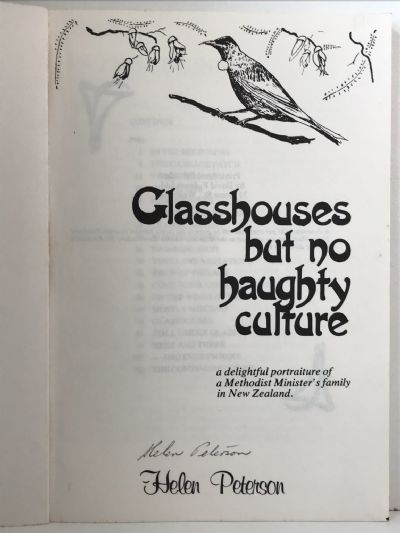 Glasshouses
but no
haughty
culture
a delightful portraiture of
a Methodist Minister's family
in New Zealand.
Helen Peterson
Helen Peterson